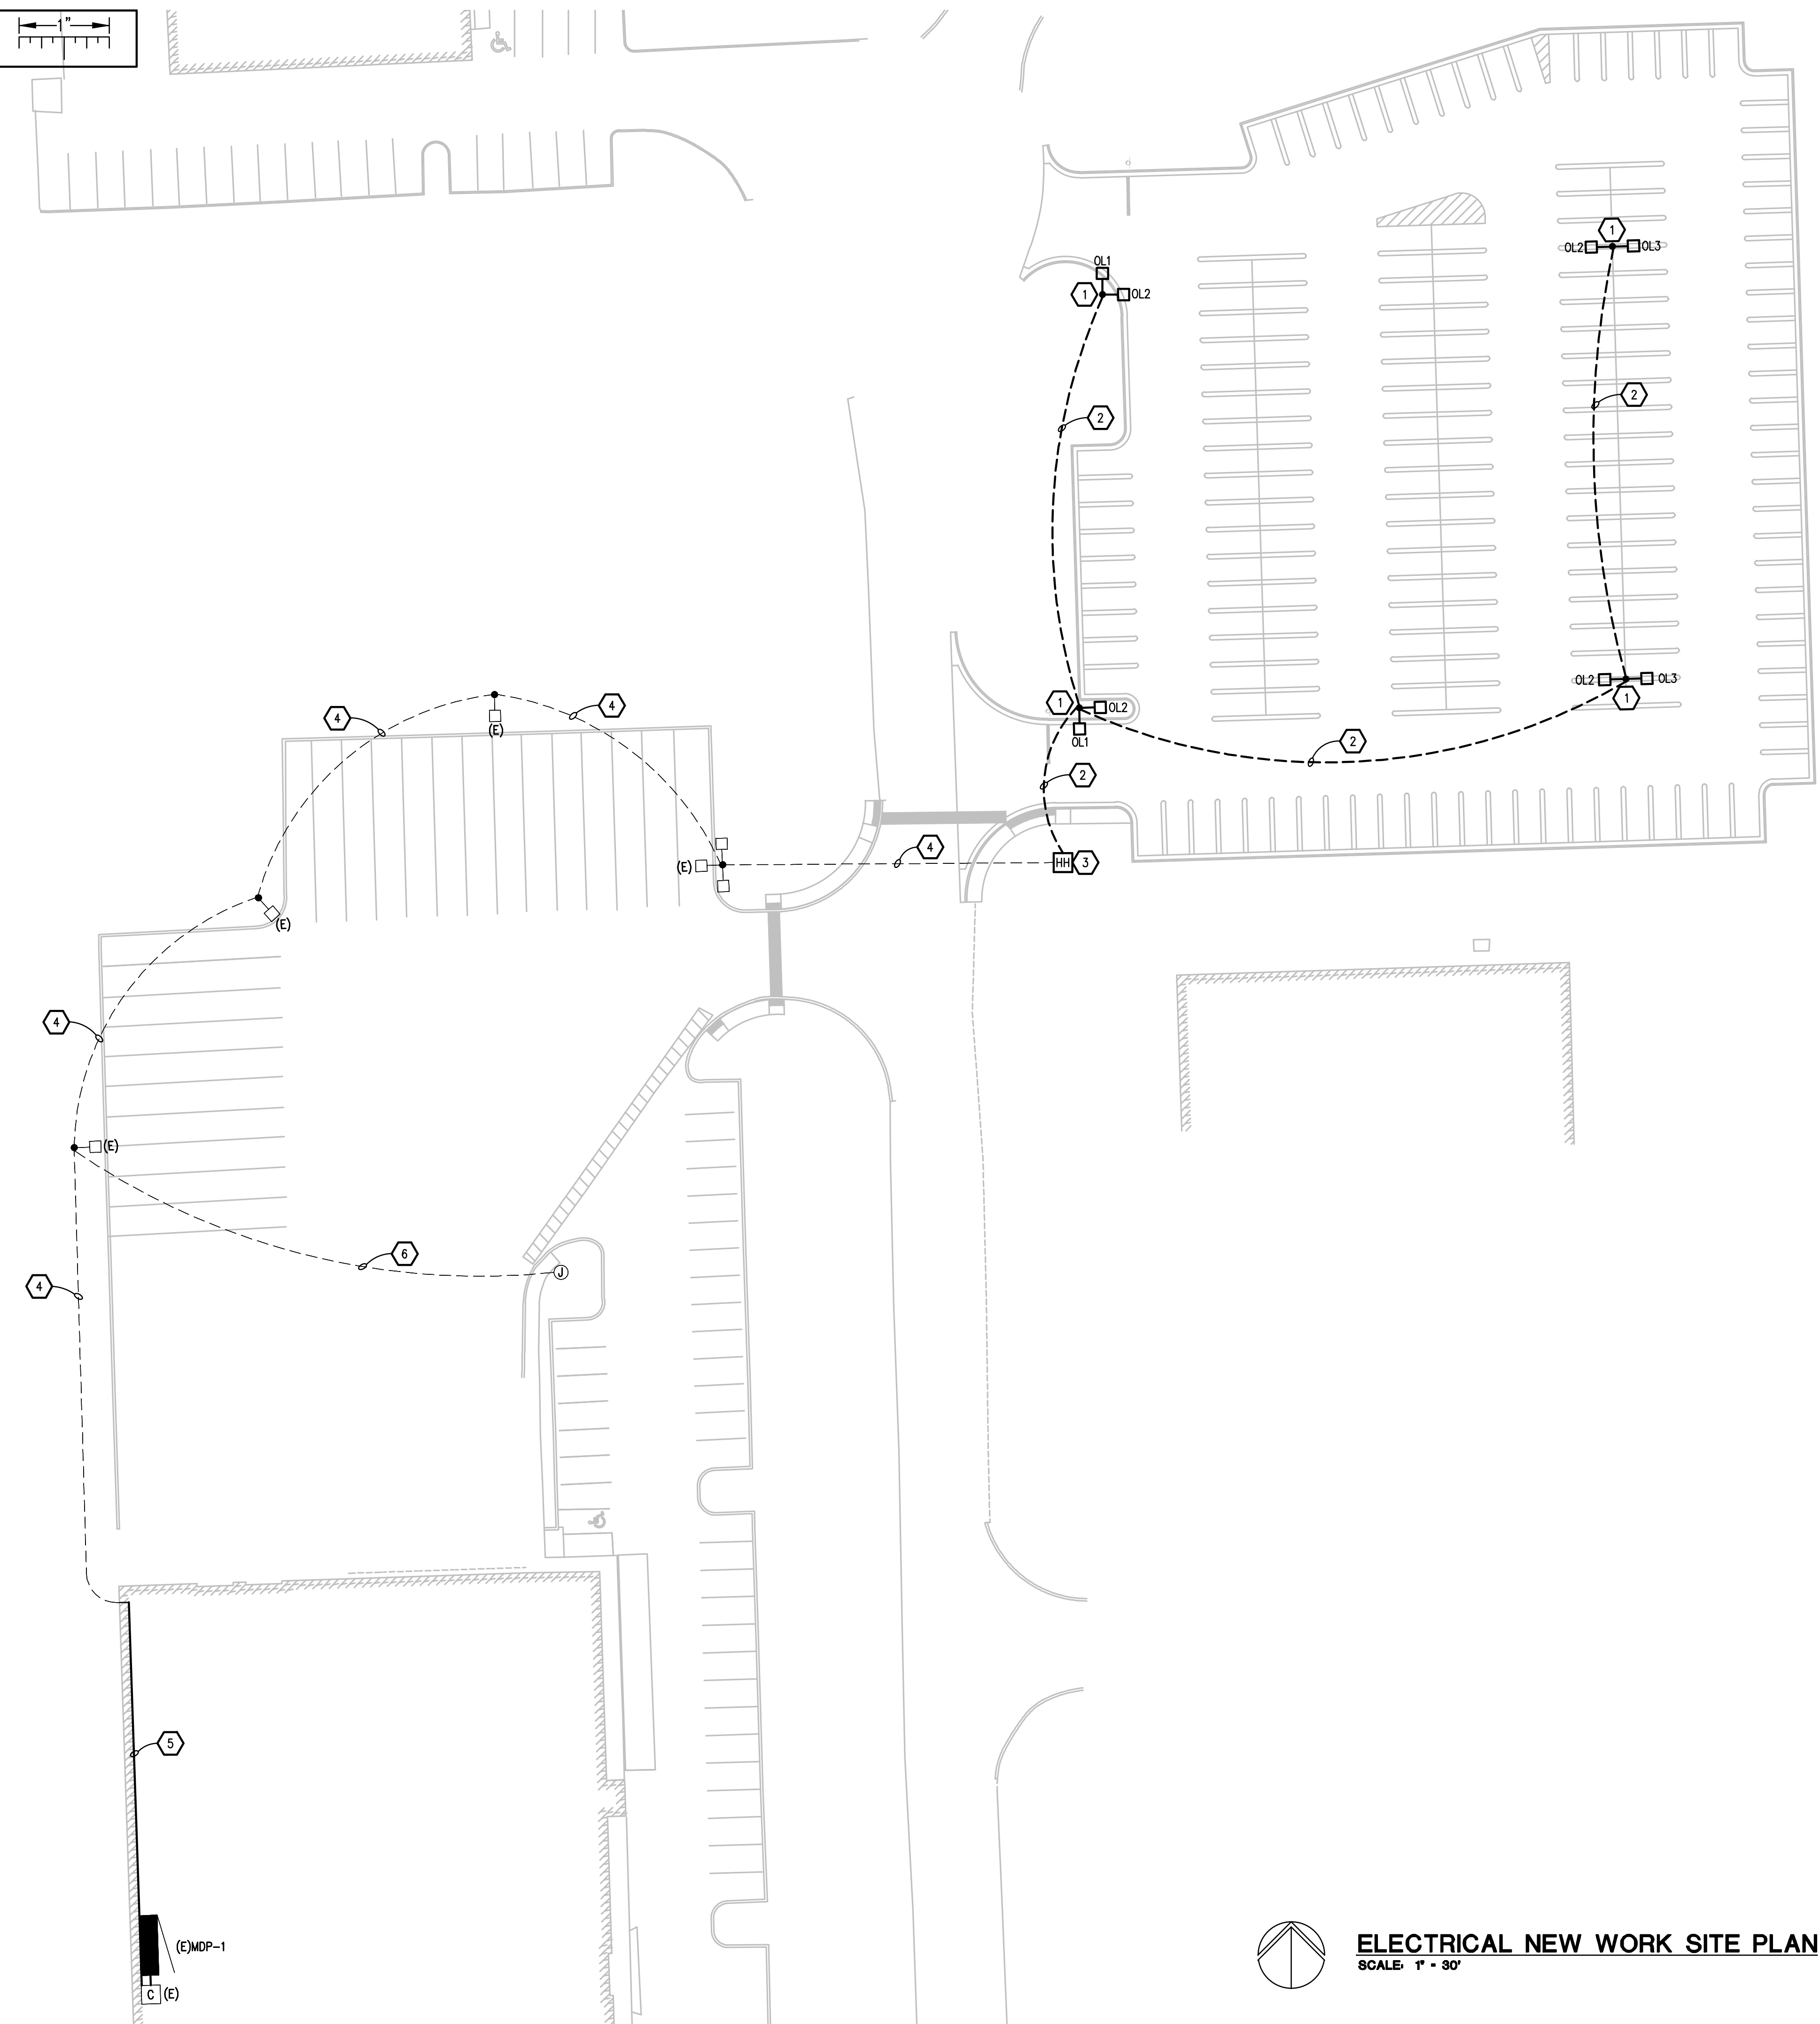 1"
1
OL2
OL3
OL1
1
OL2
2
2
4
4
(E)
1
OL2
OL1
OL2
OL3
1
2
2
(E)
4
HH
3
(E)
4
(E)
6
J
4
5
(E)MDP-1
C
(E)
ELECTRICAL NEW WORK SITE PLAN
SCALE: 1" = 30'